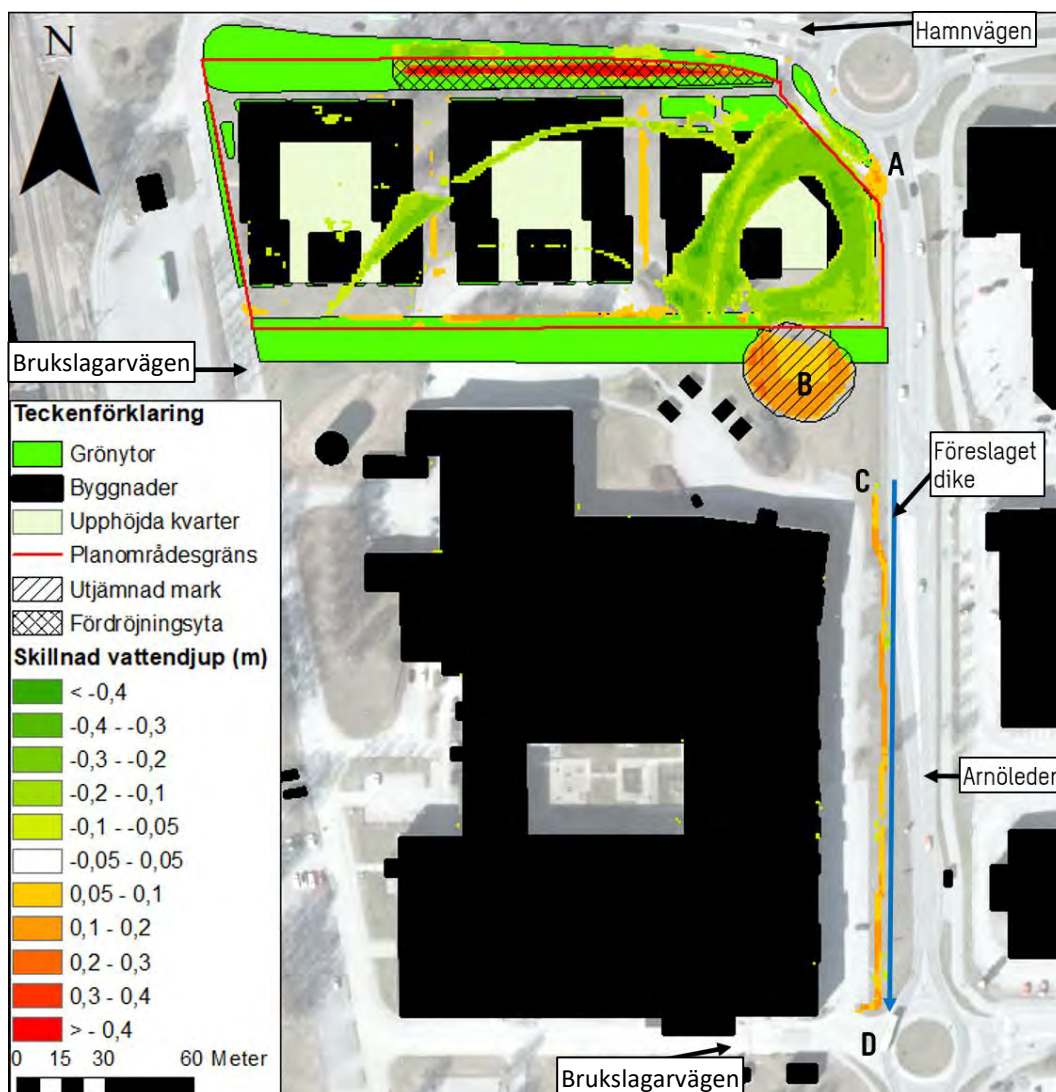 N
Hamnvägen
A
Brukslagarvägen
B
Teckenförklaring
Grönytor
Byggnader
Upphöjda kvarter
Planområdesgräns
Utjämnad mark
Fördröjningsyta
Skillnad vattendjup (m)
< -0,4
-0,4 - -0,3
-0,3 - -0,2
-0,2 - -0,1
-0,1 - -0,05
-0,05 - 0,05
0,05 - 0,1
0,1 - 0,2
0,2 - 0,3
0,3 - 0,4
> - 0,4
0 15 30 60 Meter
Föreslaget
dike
C
Arnöleden
D
Brukslagarvägen